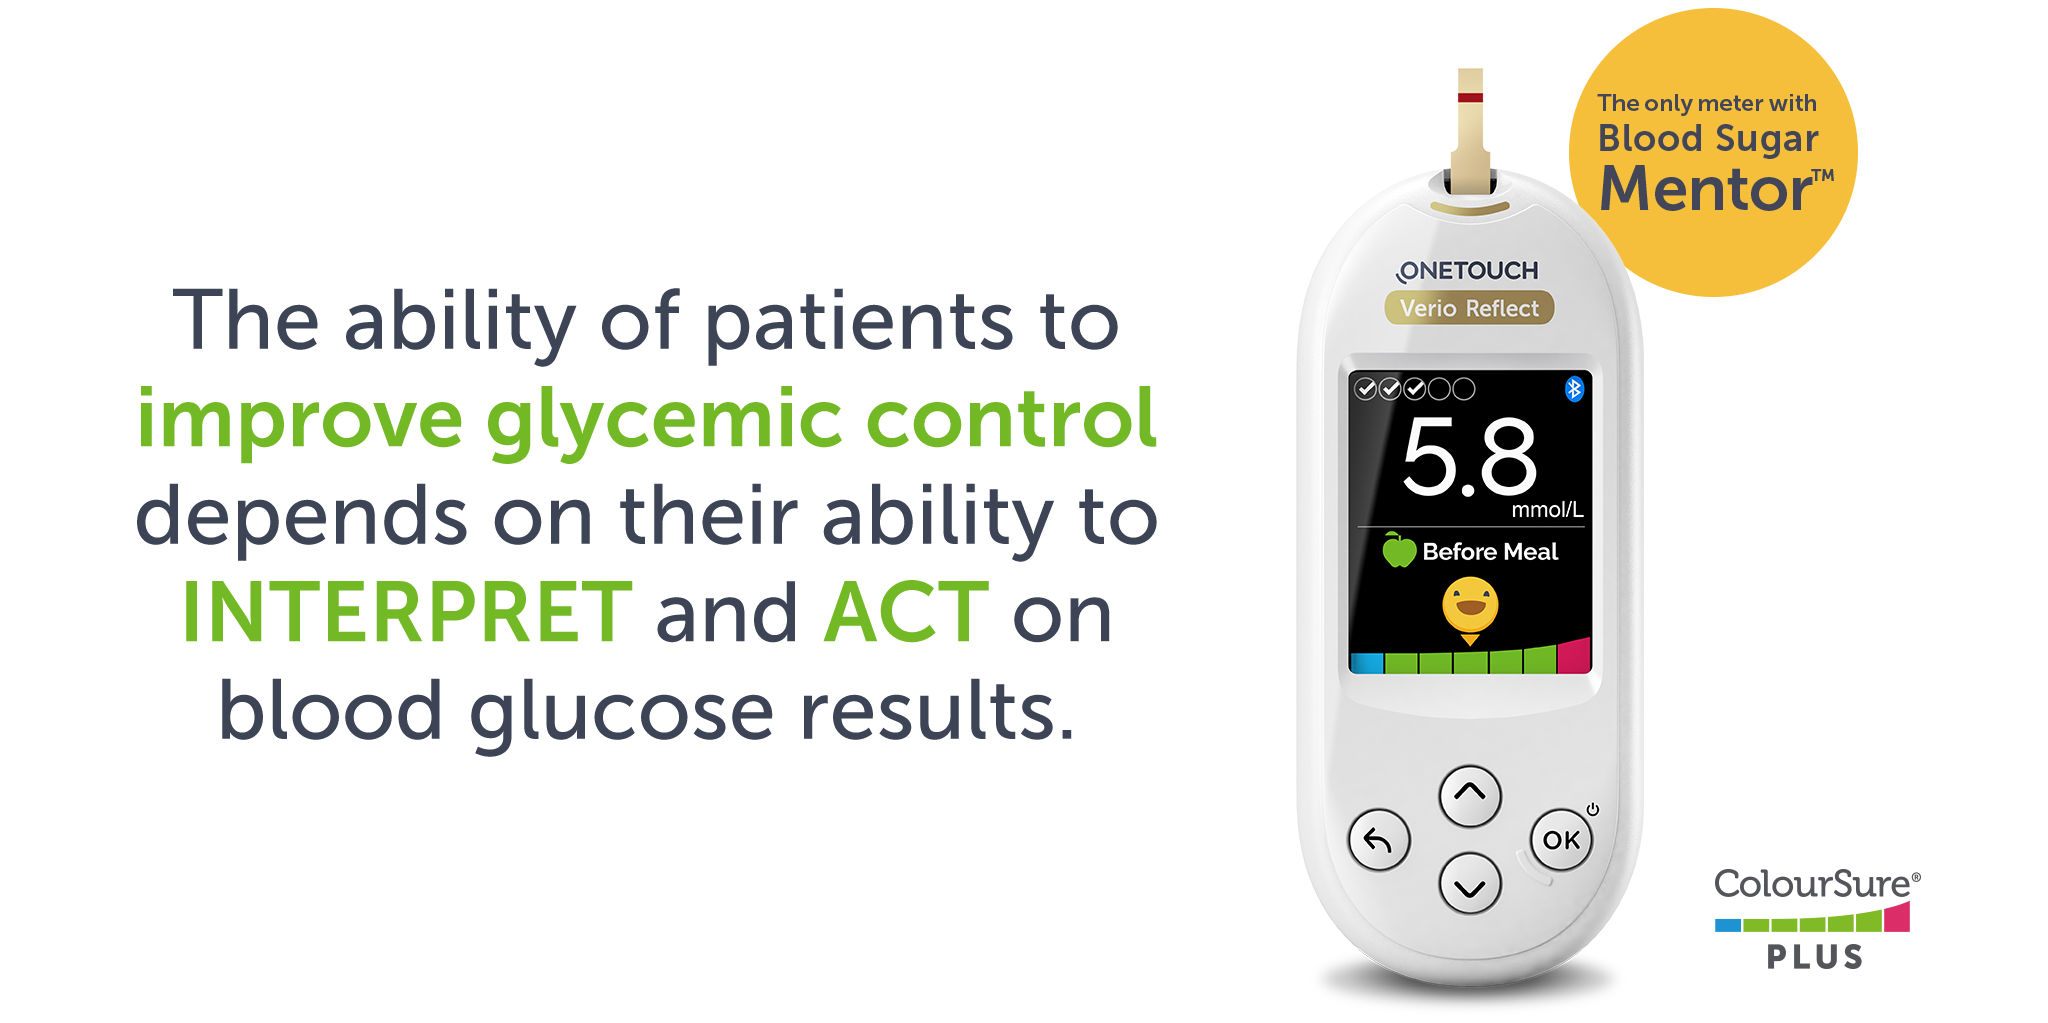 The ability of patients to
improve glycemic control
depends on their ability to
INTERPRET and ACT on
blood glucose results.
The only meter with
Blood Sugar
Mentor™
ONETOUCH
Verio Reflect
5.8
mmol/L
Before Meal
OK
ColourSure®
PLUS